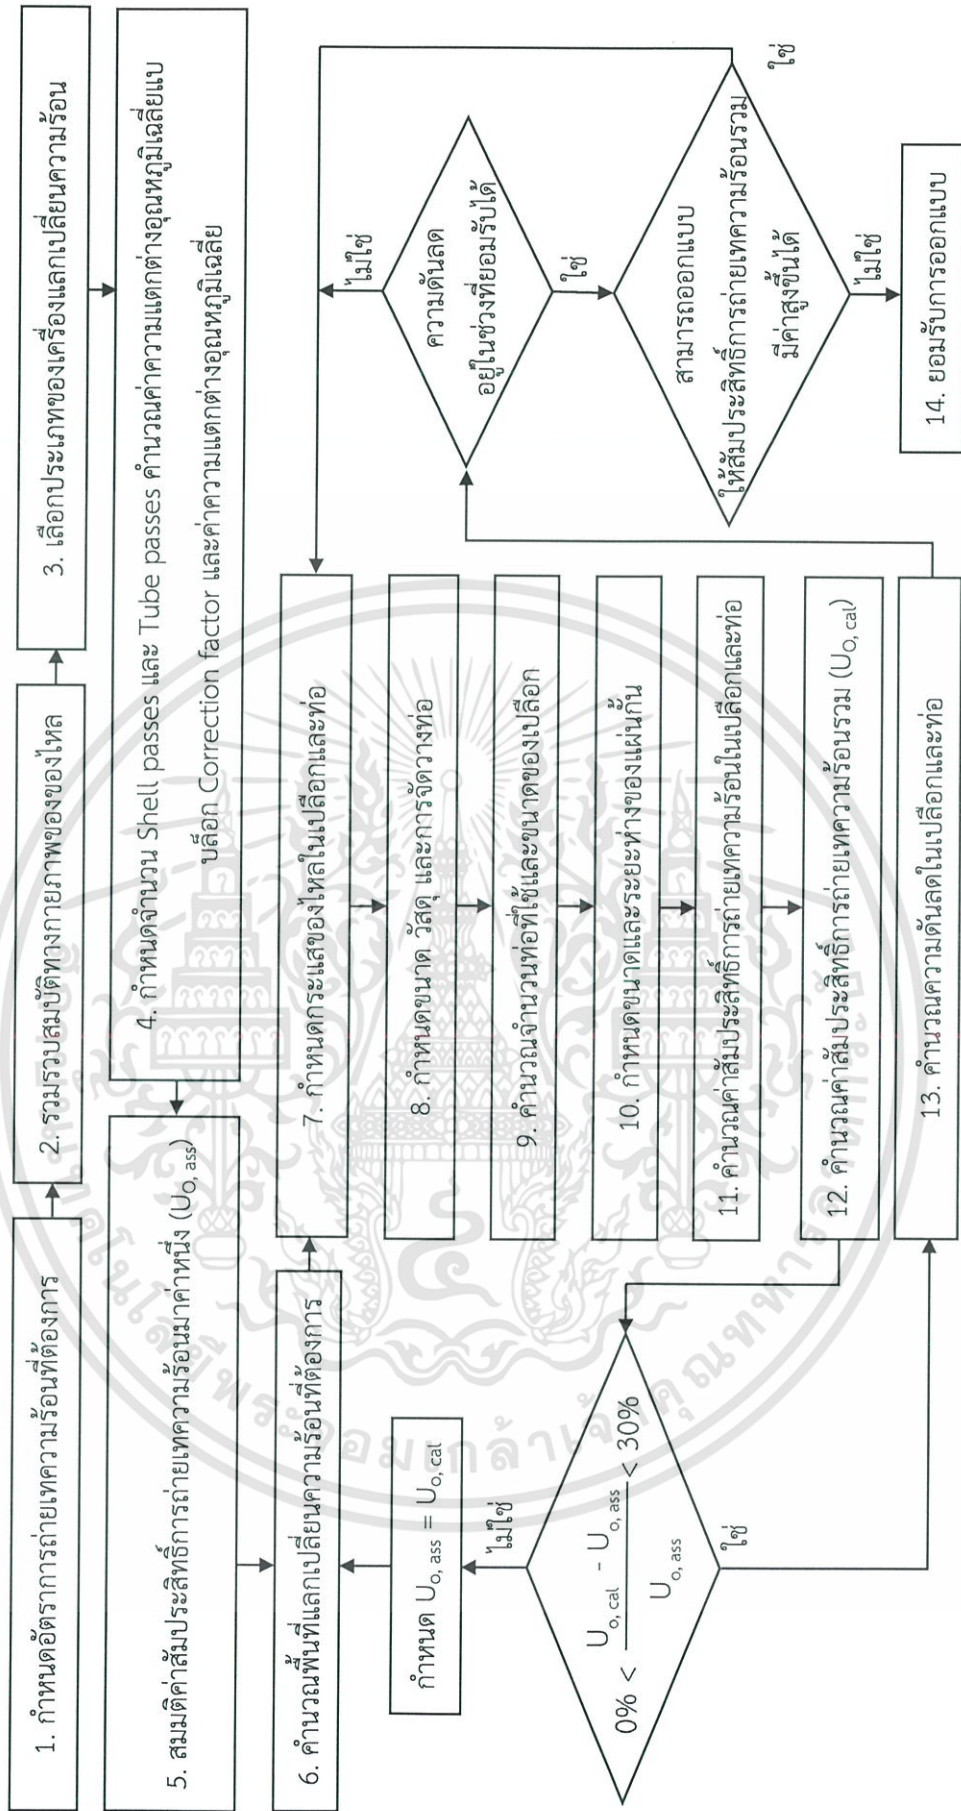 1. กำหนดอัตราการถ่ายเทความร้อนที่ต้องการ
2. รวมรวบสมบัติทางกายภาพของของไหล
3. เลือกประเภทของเครื่องแลกเปลี่ยนความร้อน
4. กำหนดจำนวน Shell passes และ Tube passes คำนวณค่าความแตกต่างอุณหภูมิเฉลี่ยแบ
บล็อก Correction factor และค่าความแตกต่างอุณหภูมิเฉลี่ย
5. สมมติค่าสัมประสิทธิ์การถ่ายเทความร้อนมาค่าหนึ่ง (U₀, ass)
6. คำนวณพื้นที่แลกเปลี่ยนความร้อนที่ต้องการ
7. กำหนดกระแสของไหลในเปลือกและท่อ
8. กำหนดขนาด วัสดุ และการจัดวางท่อ
9. คำนวณจำนวนท่อที่ใช้และขนาดของเปลือก
10. กำหนดขนาดและระยะห่างของแผ่นกั้น
11. คำนวณค่าสัมประสิทธิ์การถ่ายเทความร้อนในเปลือกและท่อ
12. คำนวณค่าสัมประสิทธิ์การถ่ายเทความร้อนรวม (U₀, cal)
กำหนด U₀, ass = U₀, cal
ไม่ใช่
0% < (U₀, cal - U₀, ass) / U₀, ass < 30%
ใช่
13. คำนวณความดันลดในเปลือกและท่อ
ความดันลด
อยู่ในช่วงที่ยอมรับได้
ไม่ใช่
ใช่
สามารถออกแบบ
ให้สัมประสิทธิ์การถ่ายเทความร้อนรวม
มีค่าสูงขึ้นได้
ใช่
ไม่ใช่
14. ยอมรับการออกแบบ